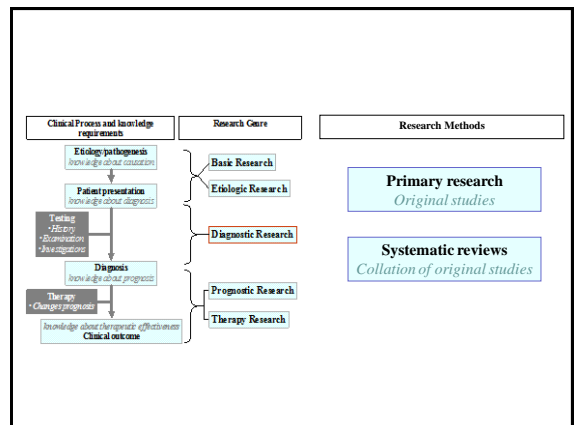 Clinical Process and knowledge
requirements
Research Genre
Research Methods
Etiology/pathogenesis
knowledge about causation
Patient presentation
knowledge about diagnosis
Testing
•History
•Examination
•Investigations
Diagnosis
knowledge about prognosis
Therapy
•Changes prognosis
knowledge about therapeutic effectiveness
Clinical outcome
Basic Research
Etiologic Research
Diagnostic Research
Prognostic Research
Therapy Research
Primary research
Original studies
Systematic reviews
Collation of original studies